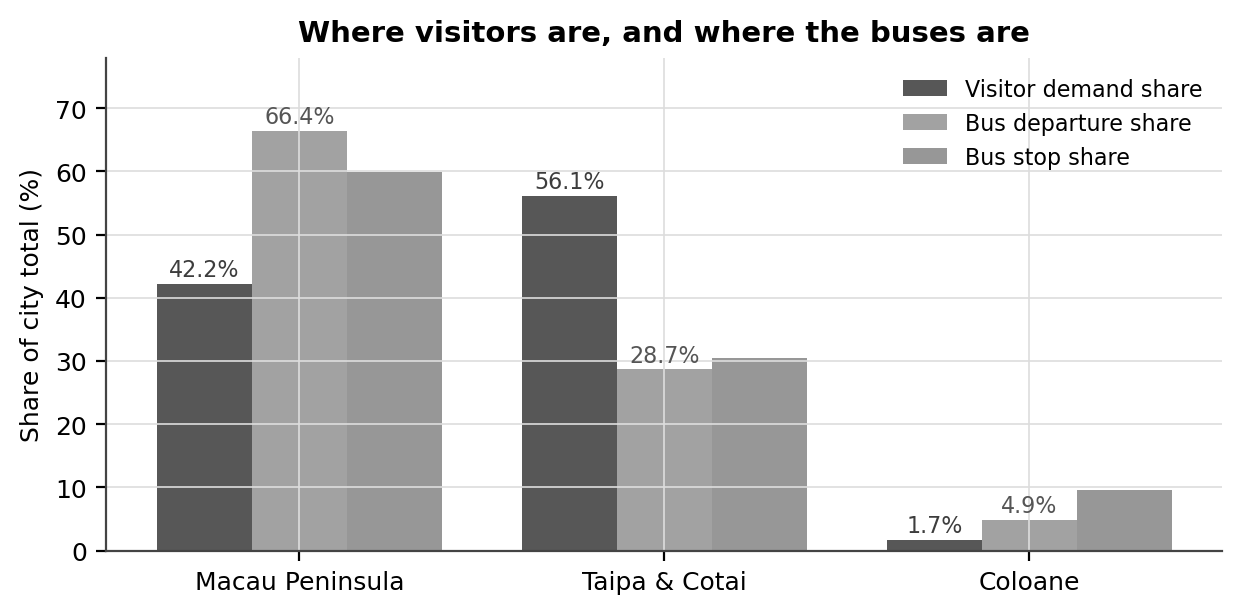 Where visitors are, and where the buses are
Visitor demand share
Bus departure share
Bus stop share
Share of city total (%)
70
60
50
40
30
20
10
0
42.2%
66.4%
56.1%
28.7%
1.7%
4.9%
Macau Peninsula
Taipa & Cotai
Coloane